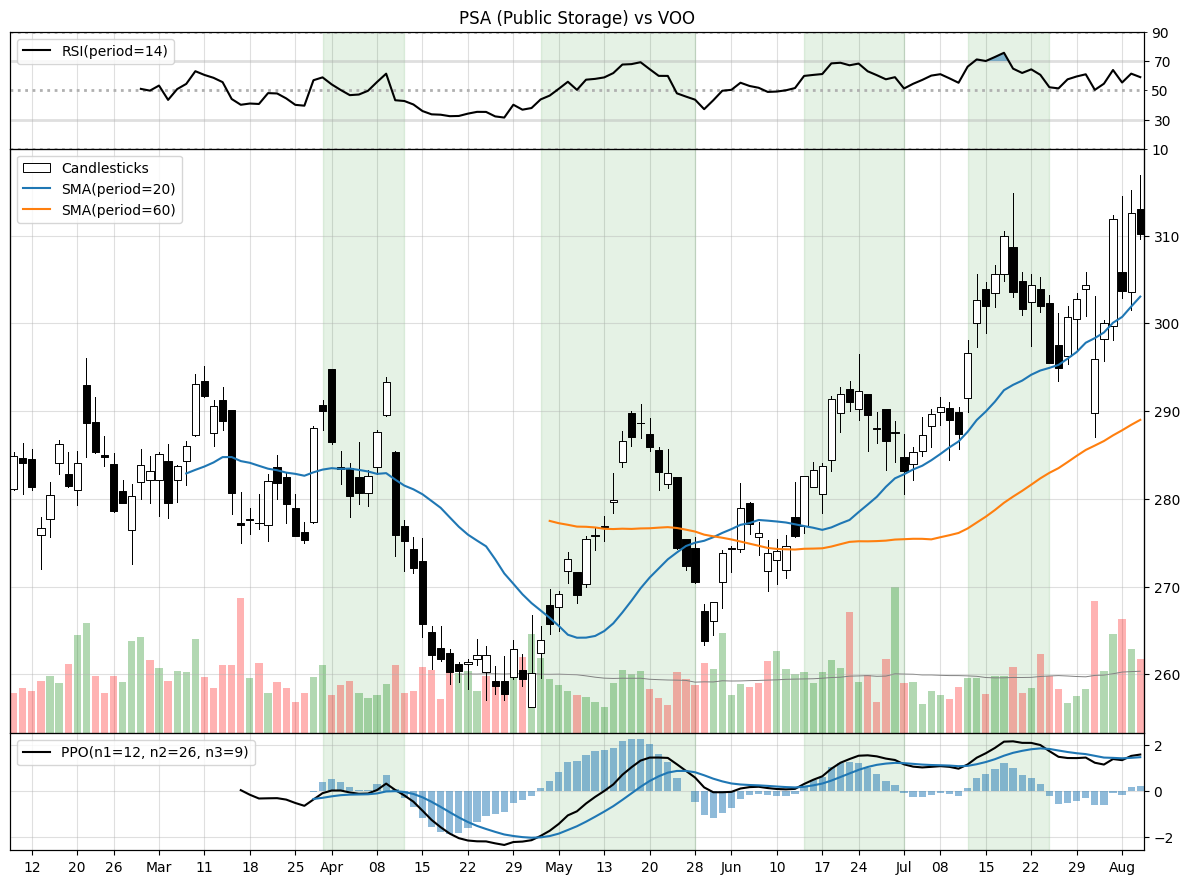 PSA (Public Storage) vs VOO
RSI(period=14)
90
70
50
30
10
Candlesticks
SMA(period=20)
SMA(period=60)
310
300
290
280
270
260
PPO(n1=12, n2=26, n3=9)
2
0
−2
12 20 26 Mar 11 18 25 Apr 08 15 22 29 May 13 20 28 Jun 10 17 24 Jul 08 15 22 29 Aug